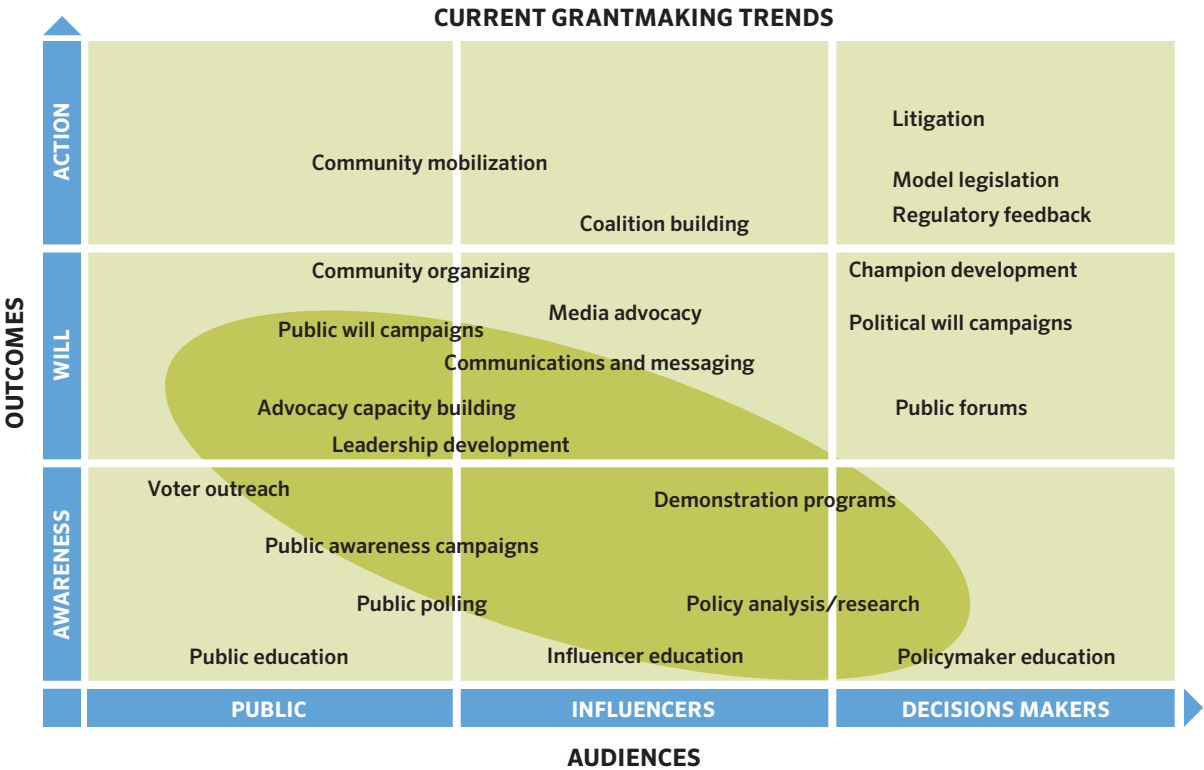 CURRENT GRANTMAKING TRENDS
OUTCOMES
ACTION
Community mobilization
Coalition building
Litigation
Model legislation
Regulatory feedback
WILL
Community organizing
Media advocacy
Public will campaigns
Communications and messaging
Advocacy capacity building
Leadership development
Champion development
Political will campaigns
Public forums
AWARENESS
Voter outreach
Demonstration programs
Public awareness campaigns
Public polling
Policy analysis/research
Public education
Influencer education
Policymaker education
PUBLIC
INFLUENCERS
DECISIONS MAKERS
AUDIENCES